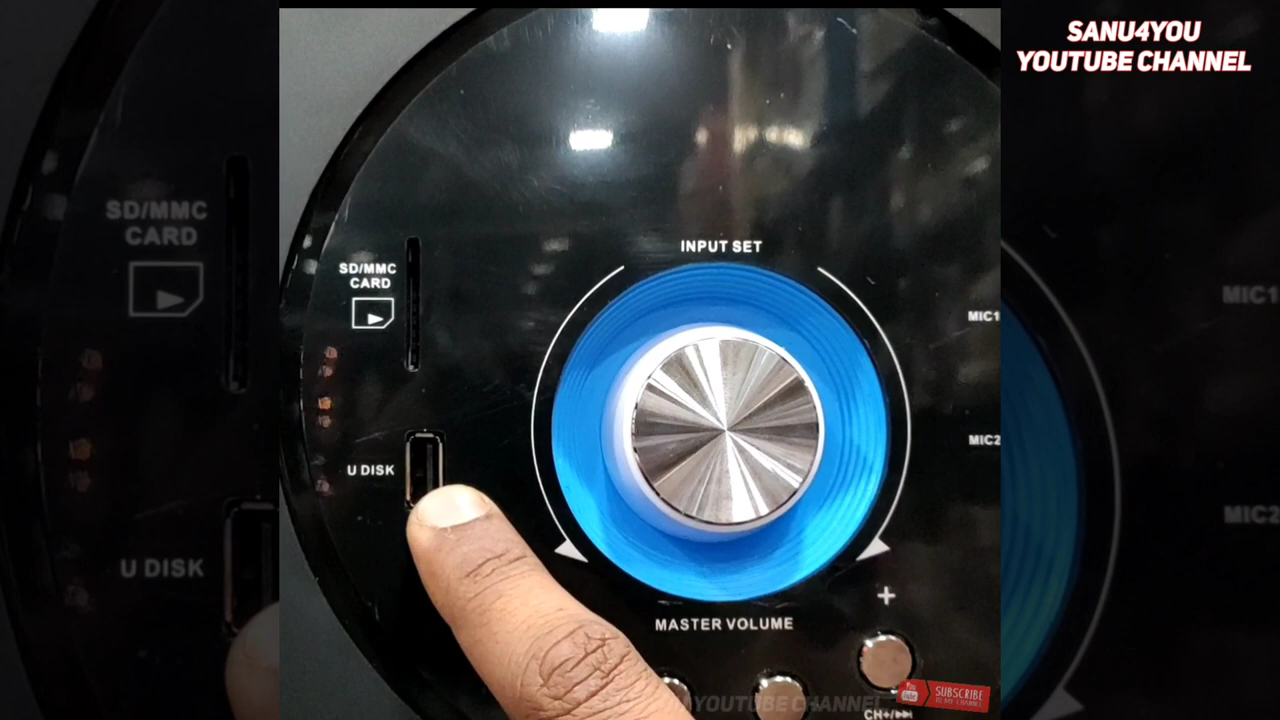 SANU4YOU
YOUTUBE CHANNEL
INPUT SET
SD/MMC
CARD
SD/MMC
CARD
MIC1
MIC1
MIC2
U DISK
MIC2
U DISK
+
MASTER VOLUME
YOUTUBE CHANNEL
SUBSCRIBE
CH+/